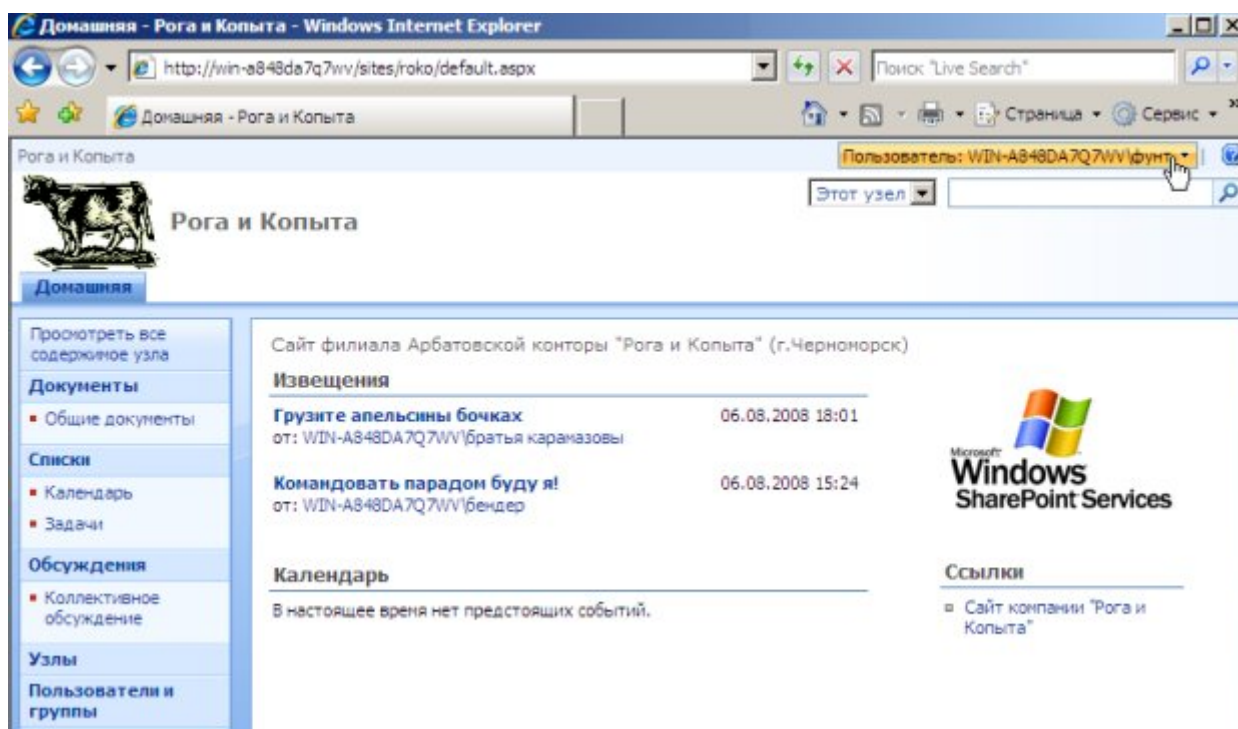 Домашняя - Рога и Копыта - Windows Internet Explorer
http://win-a848da7q7wv/sites/roko/default.aspx
Поиск "Live Search"
Домашняя - Рога и Копыта
Страница
Сервис
Рога и Копыта
Пользователь: WIN-A848DA7Q7WV\фунт
Этот узел
Рога и Копыта
Домашняя
Просмотреть все
содержимое узла
Документы
Общие документы
Списки
Календарь
Задачи
Обсуждения
Коллективное
обсуждение
Узлы
Пользователи и
группы
Сайт филиала Арбатовской конторы "Рога и Копыта" (г.Черноморск)
Извещения
Грузите апельсины бочках 06.08.2008 18:01
от: WIN-A848DA7Q7WV\братья карамазовы
Командовать парадом буду я! 06.08.2008 15:24
от: WIN-A848DA7Q7WV\бендер
Календарь
В настоящее время нет предстоящих событий.
Microsoft
Windows
SharePoint Services
Ссылки
Сайт компании "Рога и
Копыта"